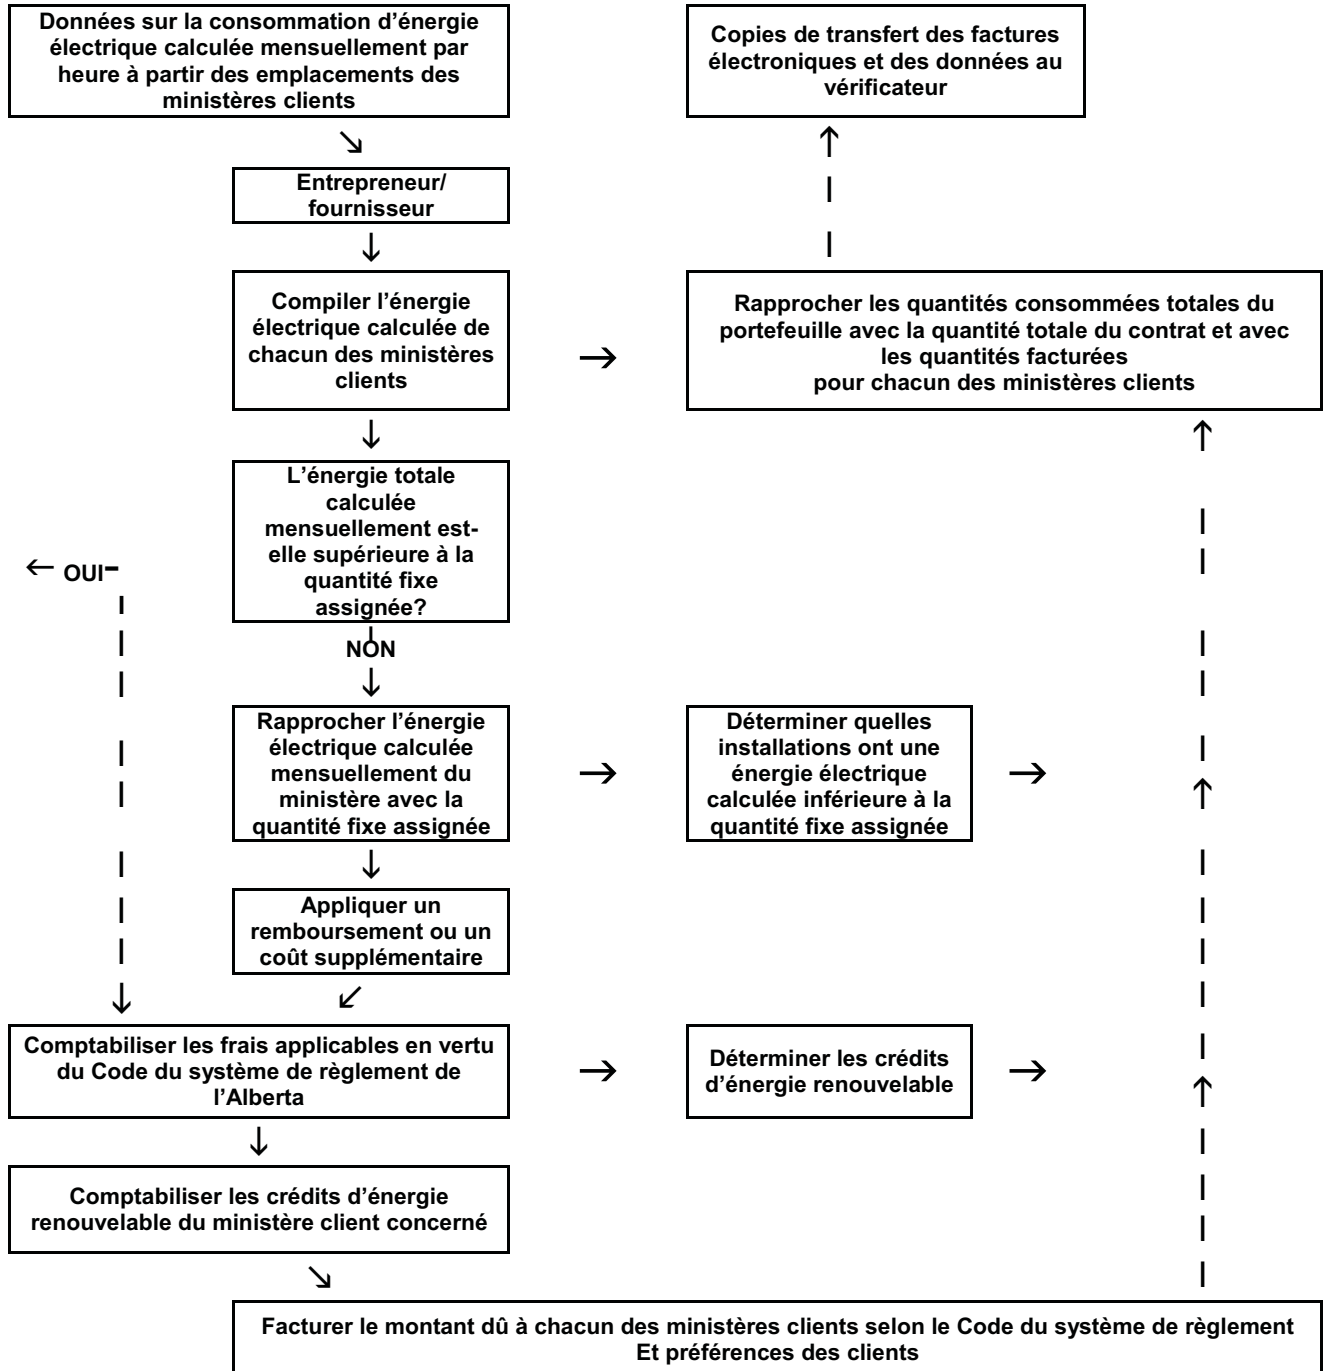 Données sur la consommation d’énergie
électrique calculée mensuellement par
heure à partir des emplacements des
ministères clients
Copies de transfert des factures
électroniques et des données au
vérificateur
Entrepreneur/
fournisseur
Compiler l’énergie
électrique calculée de
chacun des ministères
clients
Rapprocher les quantités consommées totales du
portefeuille avec la quantité totale du contrat et avec
les quantités facturées
pour chacun des ministères clients
L’énergie totale
calculée
mensuellement est-
elle supérieure à la
quantité fixe
assignée?
OUI
NON
Rapprocher l’énergie
électrique calculée
mensuellement du
ministère avec la
quantité fixe assignée
Déterminer quelles
installations ont une
énergie électrique
calculée inférieure à la
quantité fixe assignée
Appliquer un
remboursement ou un
coût supplémentaire
Comptabiliser les frais applicables en vertu
du Code du système de règlement de
l’Alberta
Déterminer les crédits
d’énergie renouvelable
Comptabiliser les crédits d’énergie
renouvelable du ministère client concerné
Facturer le montant dû à chacun des ministères clients selon le Code du système de règlement
Et préférences des clients